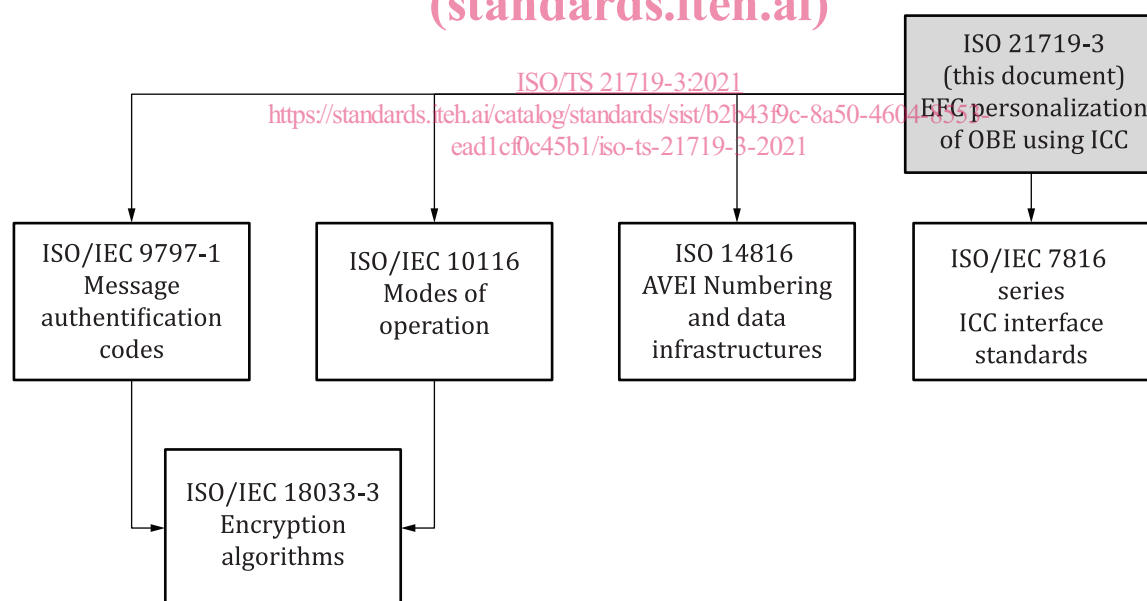 (standards.iteh.ai)
ISO 21719-3
(this document)
EFC personalization
of OBE using ICC
ISO/TS 21719-3:2021
https://standards.iteh.ai/catalog/standards/sist/b2b43f9c-8a50-4604-8553-
ead1cf0c45b1/iso-ts-21719-3-2021
ISO/IEC 9797-1
Message
authentification
codes
ISO/IEC 10116
Modes of
operation
ISO 14816
AVEI Numbering
and data
infrastructures
ISO/IEC 7816
series
ICC interface
standards
ISO/IEC 18033-3
Encryption
algorithms